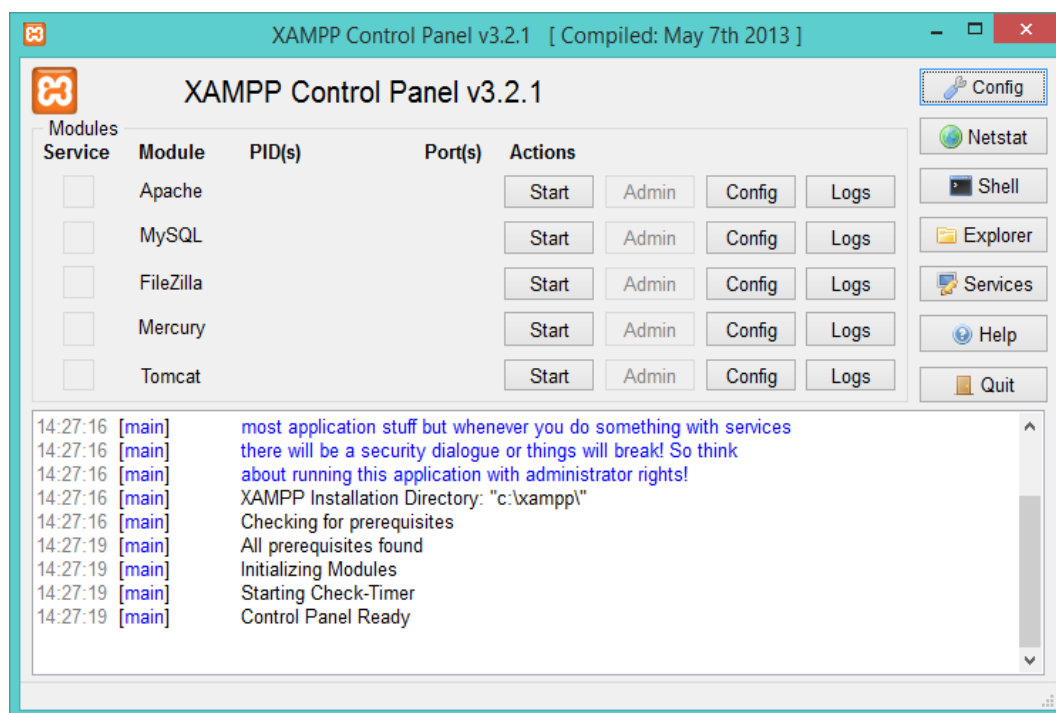 XAMPP Control Panel v3.2.1 [ Compiled: May 7th 2013 ]
XAMPP Control Panel v3.2.1
Config
Modules
Netstat
Service Module PID(s) Port(s) Actions
Apache Start Admin Config Logs
Shell
MySQL Start Admin Config Logs
Explorer
FileZilla Start Admin Config Logs
Services
Mercury Start Admin Config Logs
Help
Tomcat Start Admin Config Logs
Quit
14:27:16 [main] most application stuff but whenever you do something with services
14:27:16 [main] there will be a security dialogue or things will break! So think
14:27:16 [main] about running this application with administrator rights!
14:27:16 [main] XAMPP Installation Directory: "c:\xampp\"
14:27:16 [main] Checking for prerequisites
14:27:19 [main] All prerequisites found
14:27:19 [main] Initializing Modules
14:27:19 [main] Starting Check-Timer
14:27:19 [main] Control Panel Ready